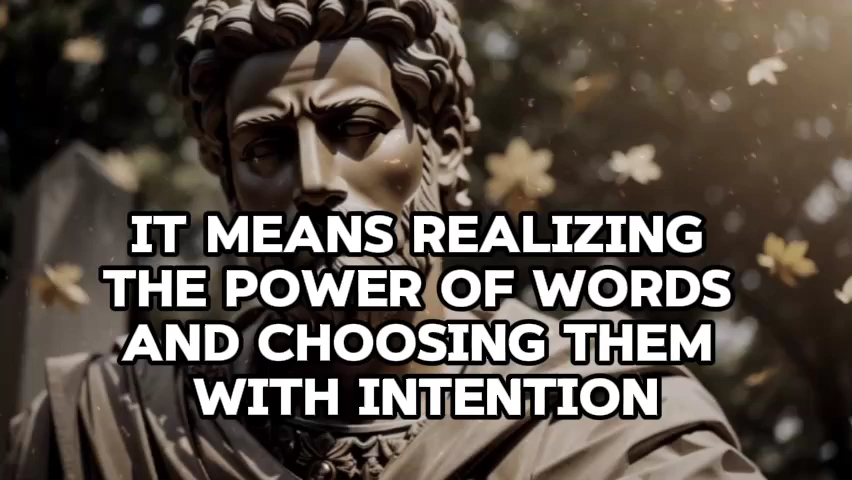 IT MEANS REALIZING
THE POWER OF WORDS
AND CHOOSING THEM
WITH INTENTION